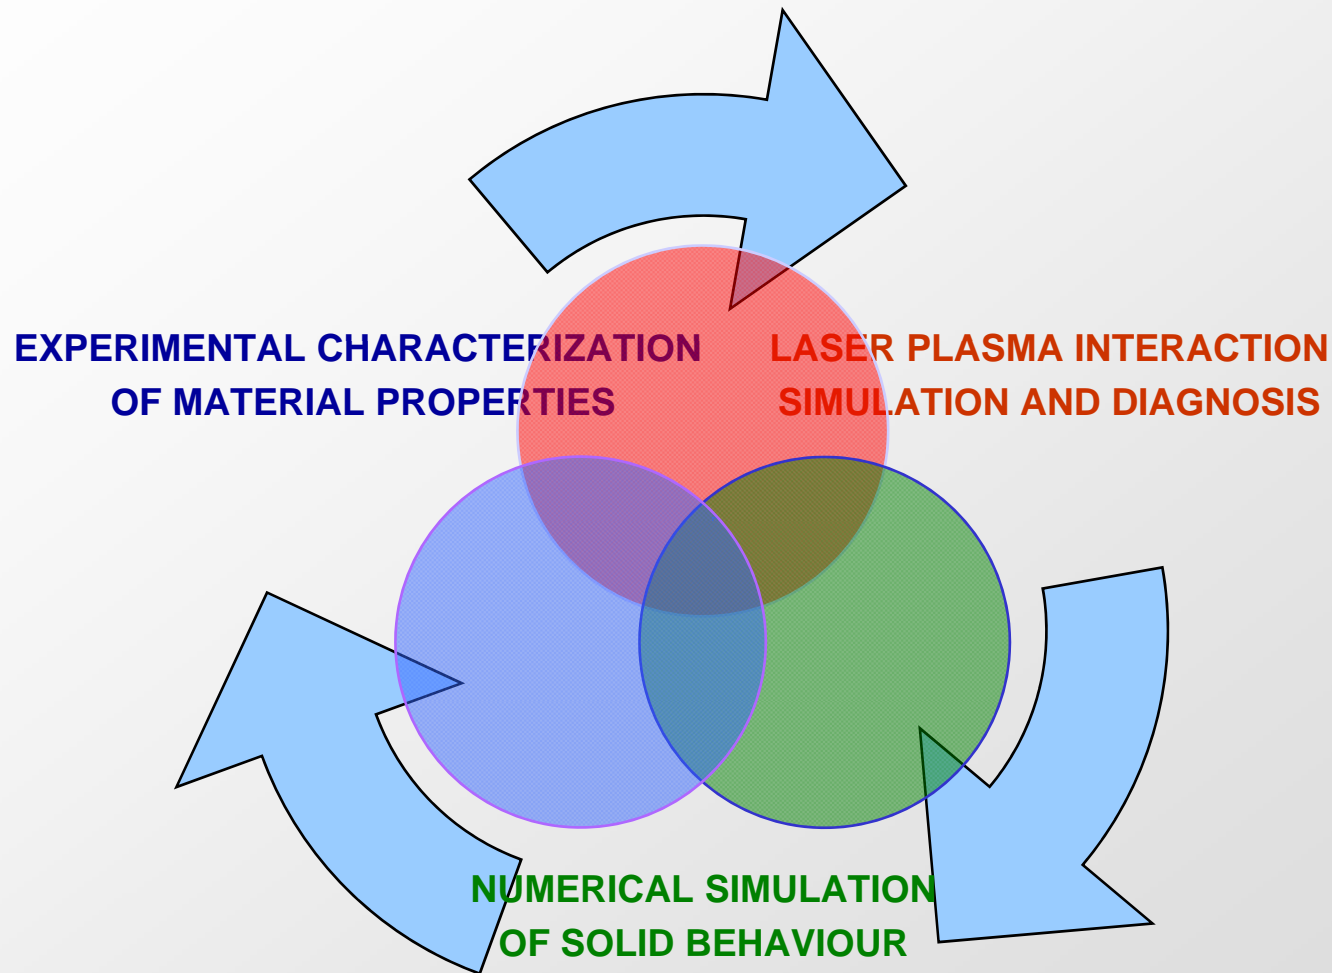 EXPERIMENTAL CHARACTERIZATION
OF MATERIAL PROPERTIES
LASER PLASMA INTERACTION
SIMULATION AND DIAGNOSIS
NUMERICAL SIMULATION
OF SOLID BEHAVIOUR